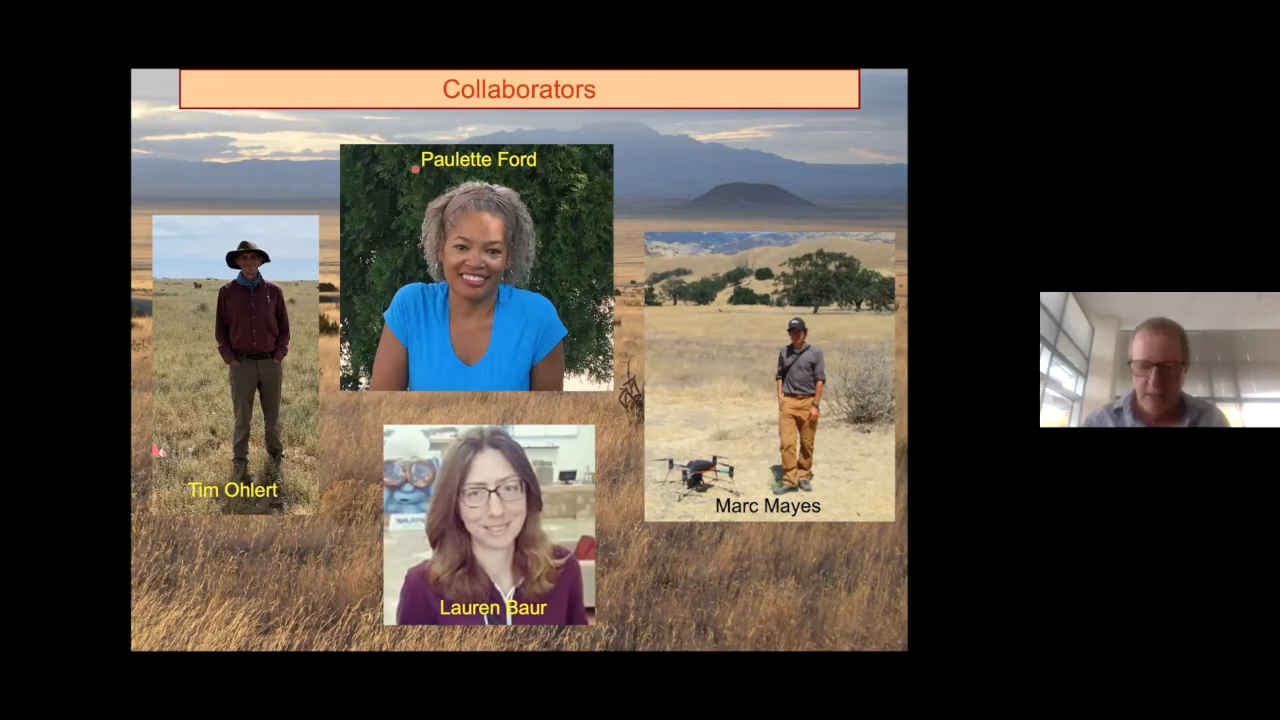 Collaborators
Paulette Ford
Tim Ohlert
Marc Mayes
Lauren Baur